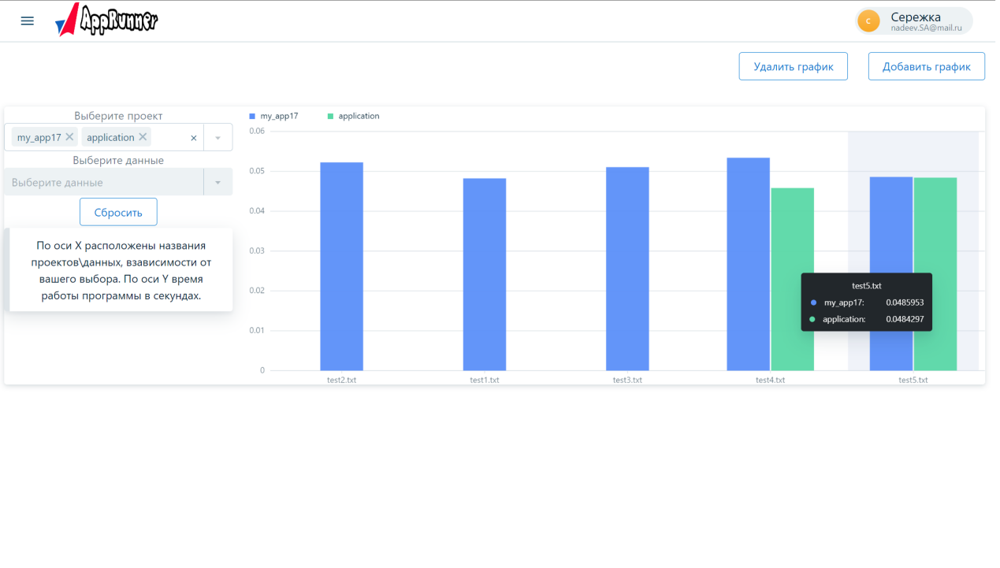 AppRunner
С
Сережка
nadeev.SA@mail.ru
Удалить график
Добавить график
Выберите проект
my_app17
application
Выберите данные
Выберите данные
Сбросить
По оси X расположены названия
проектов\данных, взависимости от
вашего выбора. По оси Y время
работы программы в секундах.
my_app17 application
0.06
0.05
0.04
0.03
0.02
0.01
0
test2.txt test1.txt test3.txt test4.txt test5.txt
test5.txt
my_app17: 0.0485953
application: 0.0484297